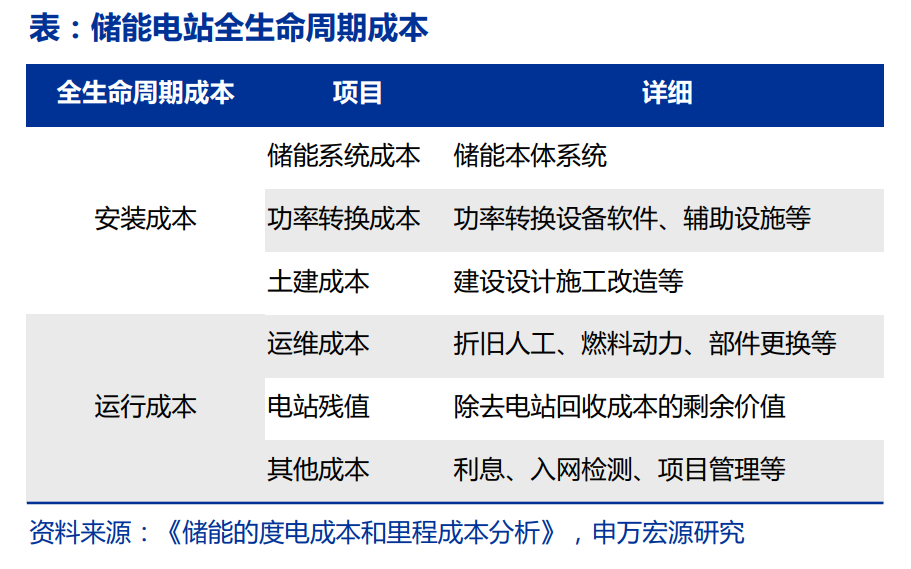 表：储能电站全生命周期成本
全生命周期成本 项目 详细
储能系统成本 储能本体系统
安装成本 功率转换成本 功率转换设备软件、辅助设施等
土建成本 建设设计施工改造等
运维成本 折旧人工、燃料动力、部件更换等
运行成本 电站残值 除去电站回收成本的剩余价值
其他成本 利息、入网检测、项目管理等
资料来源：《储能的度电成本和里程成本分析》，申万宏源研究